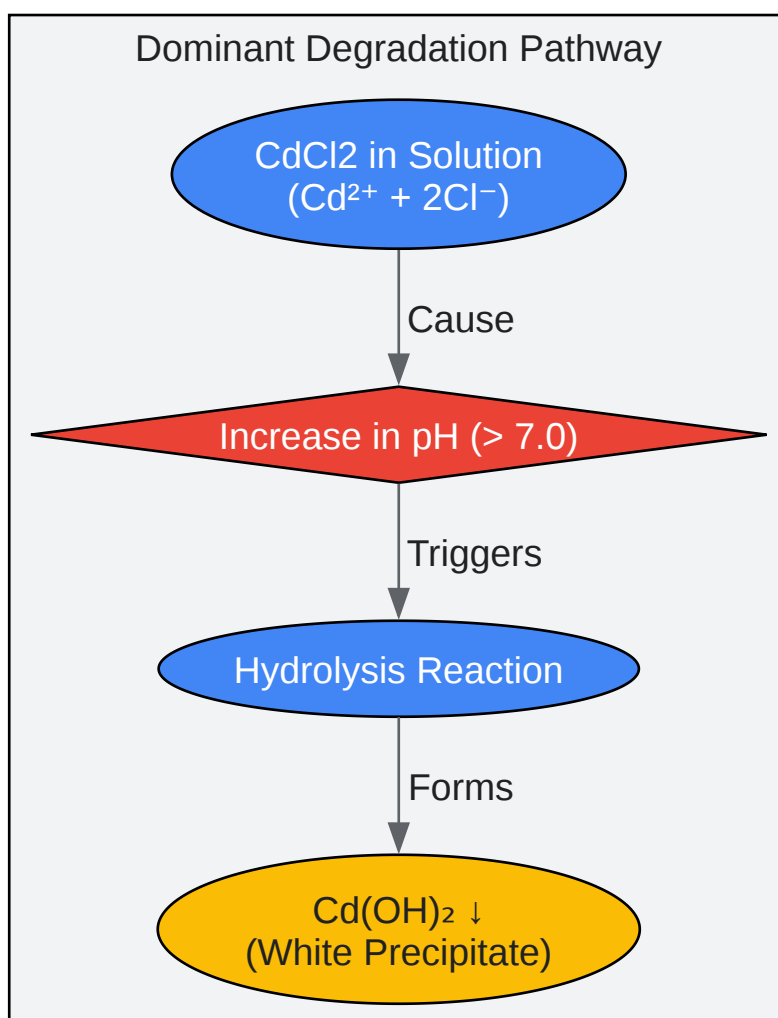 Dominant Degradation Pathway
CdCl2 in Solution
(Cd²⁺ + 2Cl⁻)
Cause
Increase in pH (> 7.0)
Triggers
Hydrolysis Reaction
Forms
Cd(OH)₂ ↓
(White Precipitate)